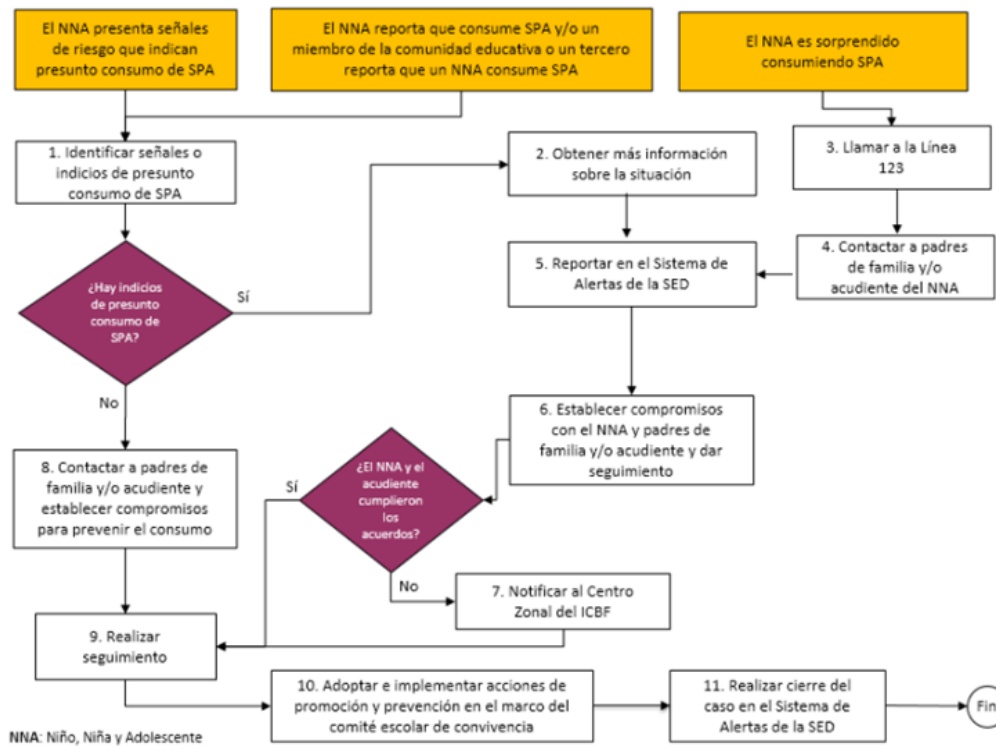 El NNA presenta señales
de riesgo que indican
presunto consumo de SPA
El NNA reporta que consume SPA y/o un
miembro de la comunidad educativa o un tercero
reporta que un NNA consume SPA
El NNA es sorprendido
consumiendo SPA
1. Identificar señales o
indicios de presunto
consumo de SPA
2. Obtener más información
sobre la situación
3. Llamar a la Línea
123
4. Contactar a padres
de familia y/o
acudiente del NNA
5. Reportar en el Sistema de
Alertas de la SED
¿Hay indicios
de presunto
consumo de
SPA?
Sí
No
6. Establecer compromisos
con el NNA y padres de
familia y/o acudiente y dar
seguimiento
8. Contactar a padres de
familia y/o acudiente y
establecer compromisos
para prevenir el consumo
¿El NNA y el
acudiente
cumplieron
los
acuerdos?
Sí
No
7. Notificar al Centro
Zonal del ICBF
9. Realizar
seguimiento
10. Adoptar e implementar acciones de
promoción y prevención en el marco del
comité escolar de convivencia
11. Realizar cierre del
caso en el Sistema de
Alertas de la SED
Fin
NNA: Niño, Niña y Adolescente